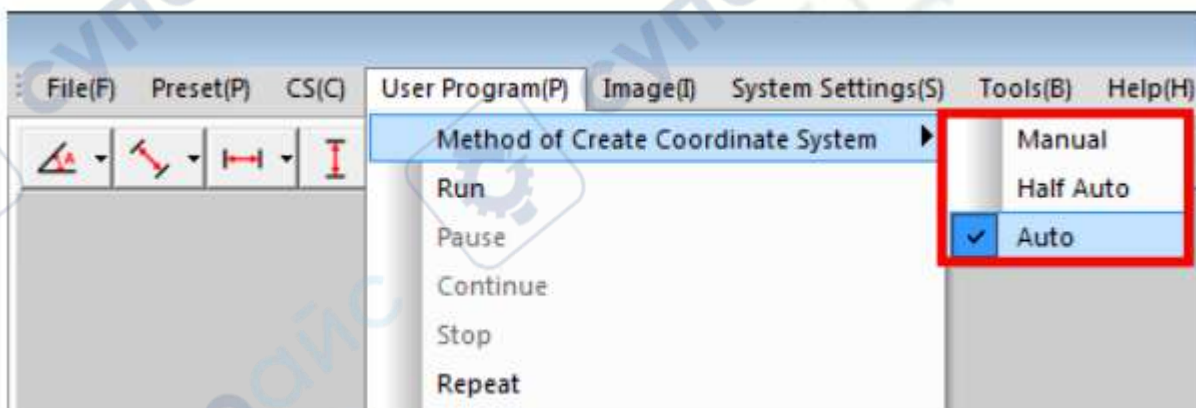 File(F) Preset(P) CS(C) User Program(P) Image(I) System Settings(S) Tools(B) Help(H)
Method of Create Coordinate System
Manual
Run
Half Auto
Pause
Auto
Continue
Stop
Repeat